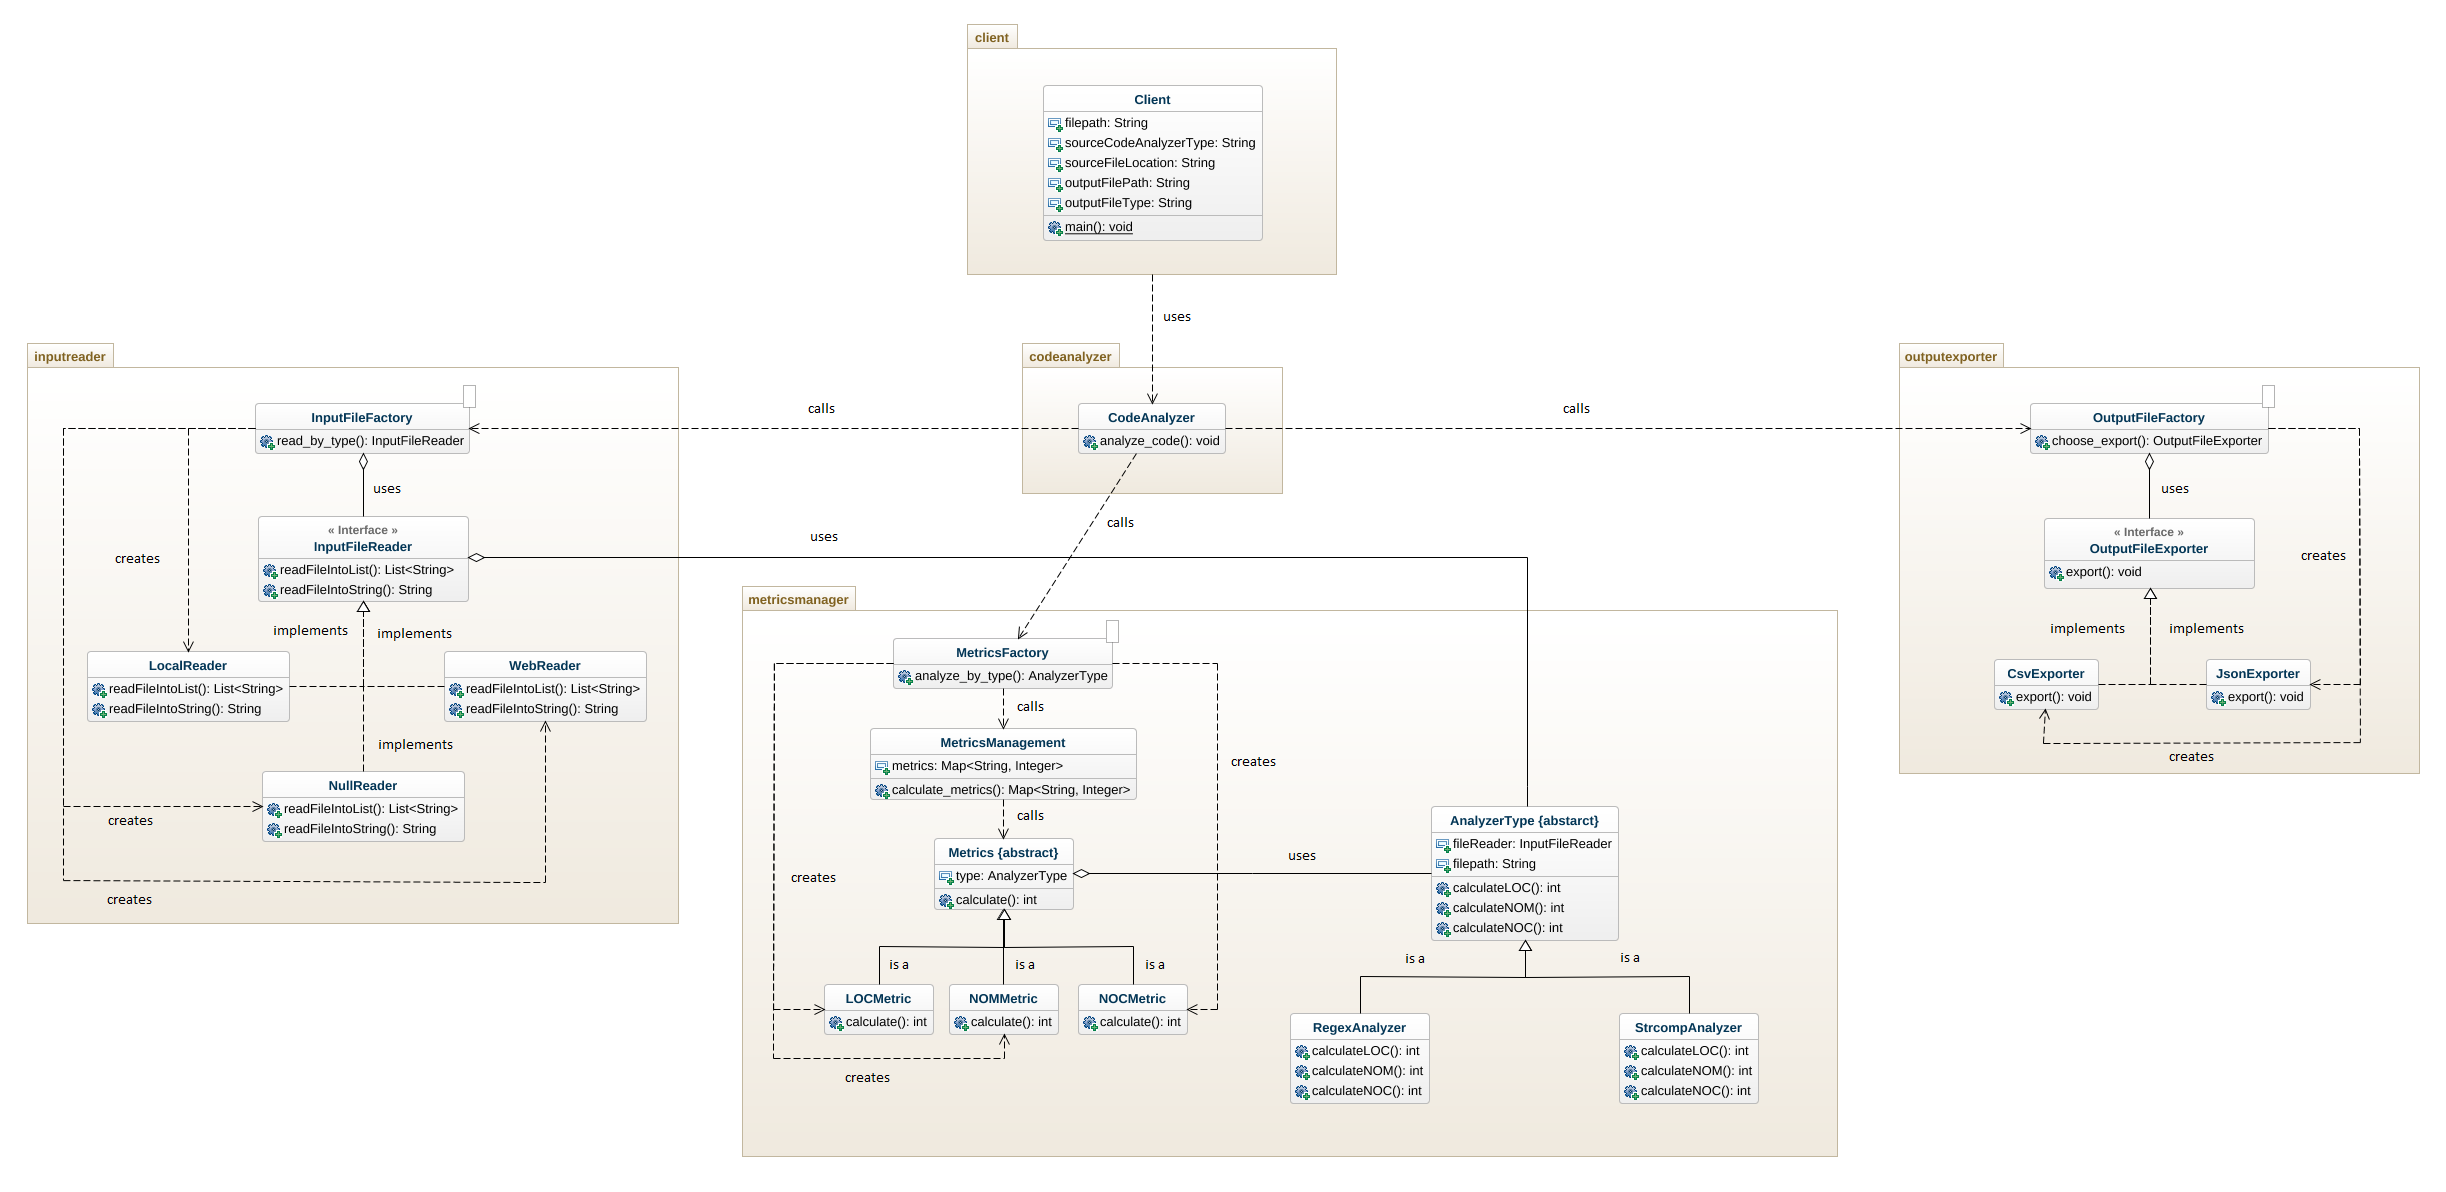 client
Client
filepath: String
sourceCodeAnalyzerType: String
sourceFileLocation: String
outputFilePath: String
outputFileType: String
main(): void
uses
inputreader
InputFileFactory
read_by_type(): InputFileReader
uses
« Interface »
InputFileReader
readFileIntoList(): List<String>
readFileIntoString(): String
creates
implements
implements
LocalReader
readFileIntoList(): List<String>
readFileIntoString(): String
WebReader
readFileIntoList(): List<String>
readFileIntoString(): String
implements
NullReader
readFileIntoList(): List<String>
readFileIntoString(): String
creates
creates
calls
codeanalyzer
CodeAnalyzer
analyze_code(): void
calls
calls
uses
outputexporter
OutputFileFactory
choose_export(): OutputFileExporter
uses
« Interface »
OutputFileExporter
export(): void
creates
implements
implements
CsvExporter
export(): void
JsonExporter
export(): void
creates
metricsmanager
MetricsFactory
analyze_by_type(): AnalyzerType
calls
MetricsManagement
metrics: Map<String, Integer>
calculate_metrics(): Map<String, Integer>
creates
calls
Metrics {abstract}
type: AnalyzerType
calculate(): int
creates
uses
AnalyzerType {abstarct}
fileReader: InputFileReader
filepath: String
calculateLOC(): int
calculateNOM(): int
calculateNOC(): int
is a
is a
is a
is a
is a
LOCMetric
calculate(): int
NOMMetric
calculate(): int
NOCMetric
calculate(): int
creates
RegexAnalyzer
calculateLOC(): int
calculateNOM(): int
calculateNOC(): int
StrcompAnalyzer
calculateLOC(): int
calculateNOM(): int
calculateNOC(): int